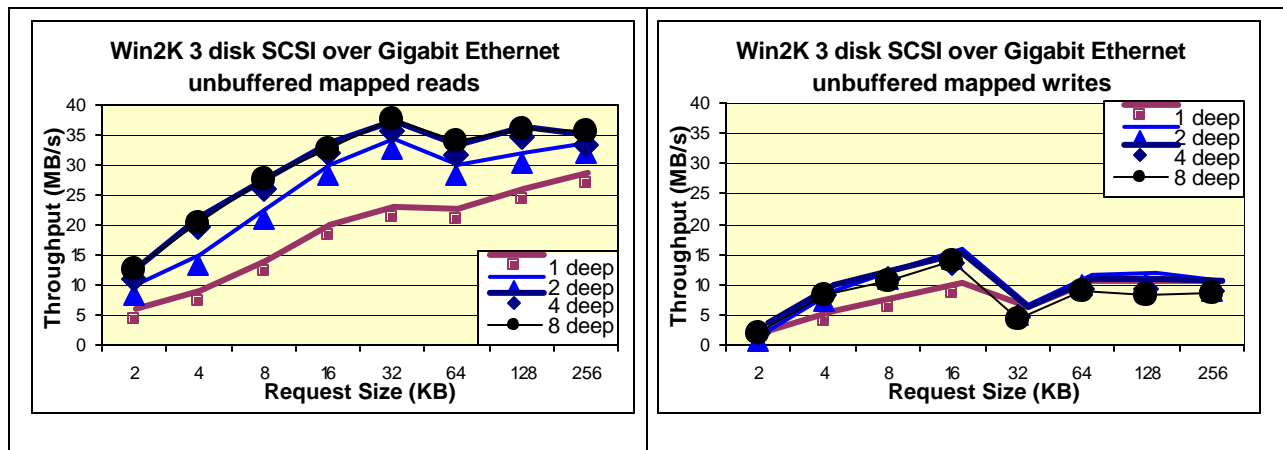 Win2K 3 disk SCSI over Gigabit Ethernet
unbuffered mapped reads
Throughput (MB/s)
40
35
30
25
20
15
10
5
0
1 deep
2 deep
4 deep
8 deep
2 4 8 16 32 64 128 256
Request Size (KB)
Win2K 3 disk SCSI over Gigabit Ethernet
unbuffered mapped writes
Throughput (MB/s)
40
35
30
25
20
15
10
5
0
1 deep
2 deep
4 deep
8 deep
2 4 8 16 32 64 128 256
Request Size (KB)